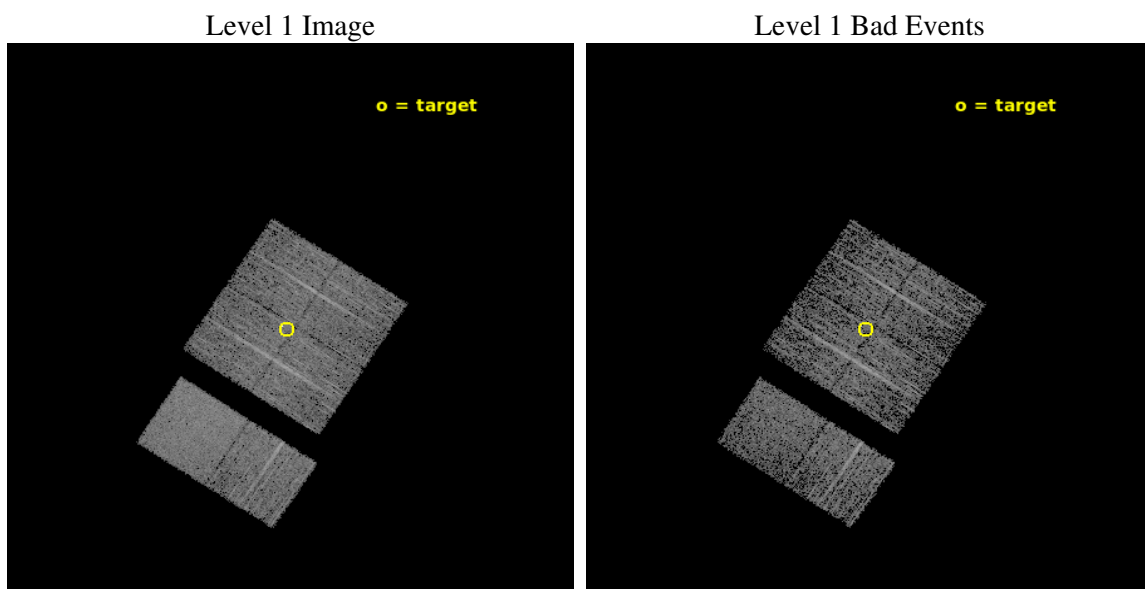 Level 1 Image
Level 1 Bad Events
o = target
o = target